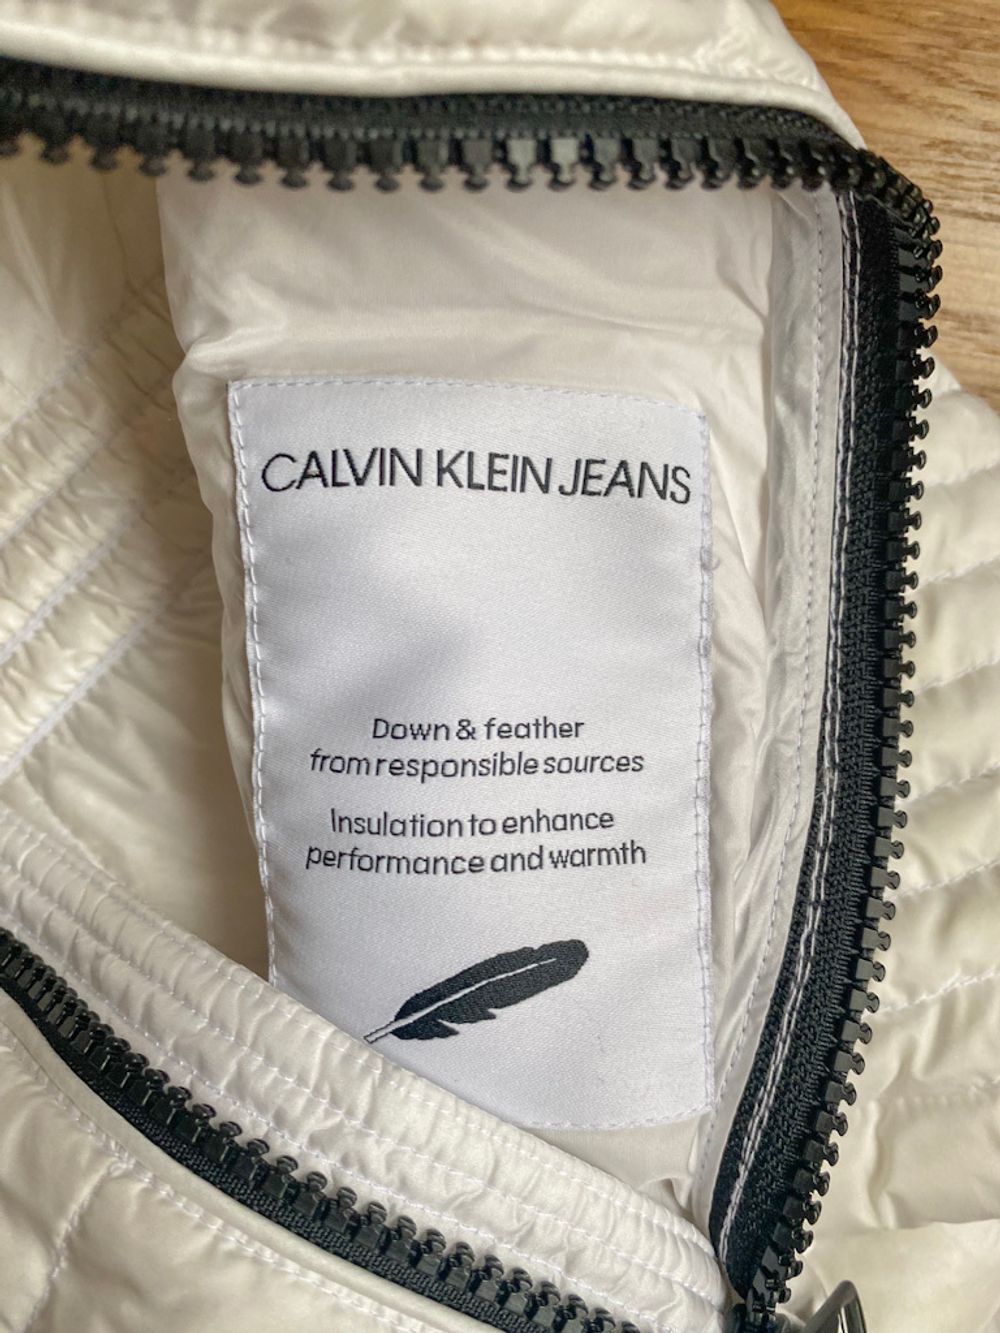 CALVIN KLEIN JEANS
Down & feather
from responsible sources
Insulation to enhance
performance and warmth